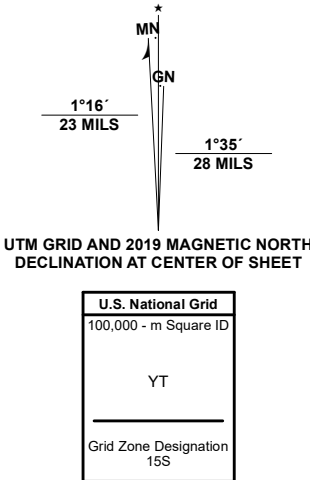 ★
MN
GN
1°16´
23 MILS
1°35´
28 MILS
UTM GRID AND 2019 MAGNETIC NORTH
DECLINATION AT CENTER OF SHEET
U.S. National Grid
100,000 - m Square ID
YT
Grid Zone Designation
15S